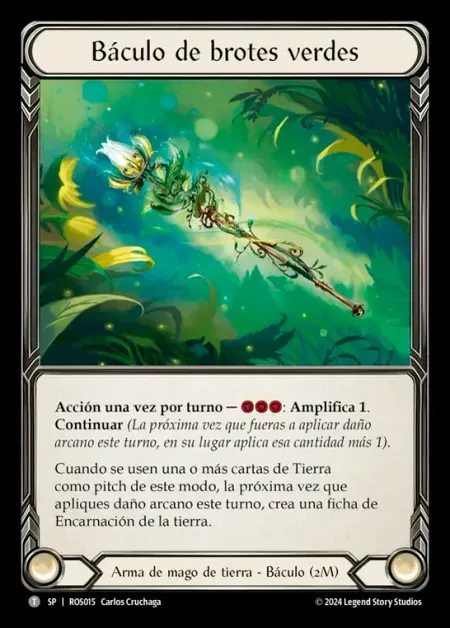 Báculo de brotes verdes
Acción una vez por turno — : Amplifica 1.
Continuar (La próxima vez que fueras a aplicar daño
arcano este turno, en su lugar aplica esa cantidad más 1).
Cuando se usen una o más cartas de Tierra
como pitch de este modo, la próxima vez que
apliques daño arcano este turno, crea una ficha de
Encarnación de la tierra.
Arma de mago de tierra - Báculo (2M)
T SP | ROS015 Carlos Cruchaga
© 2024 Legend Story Studios